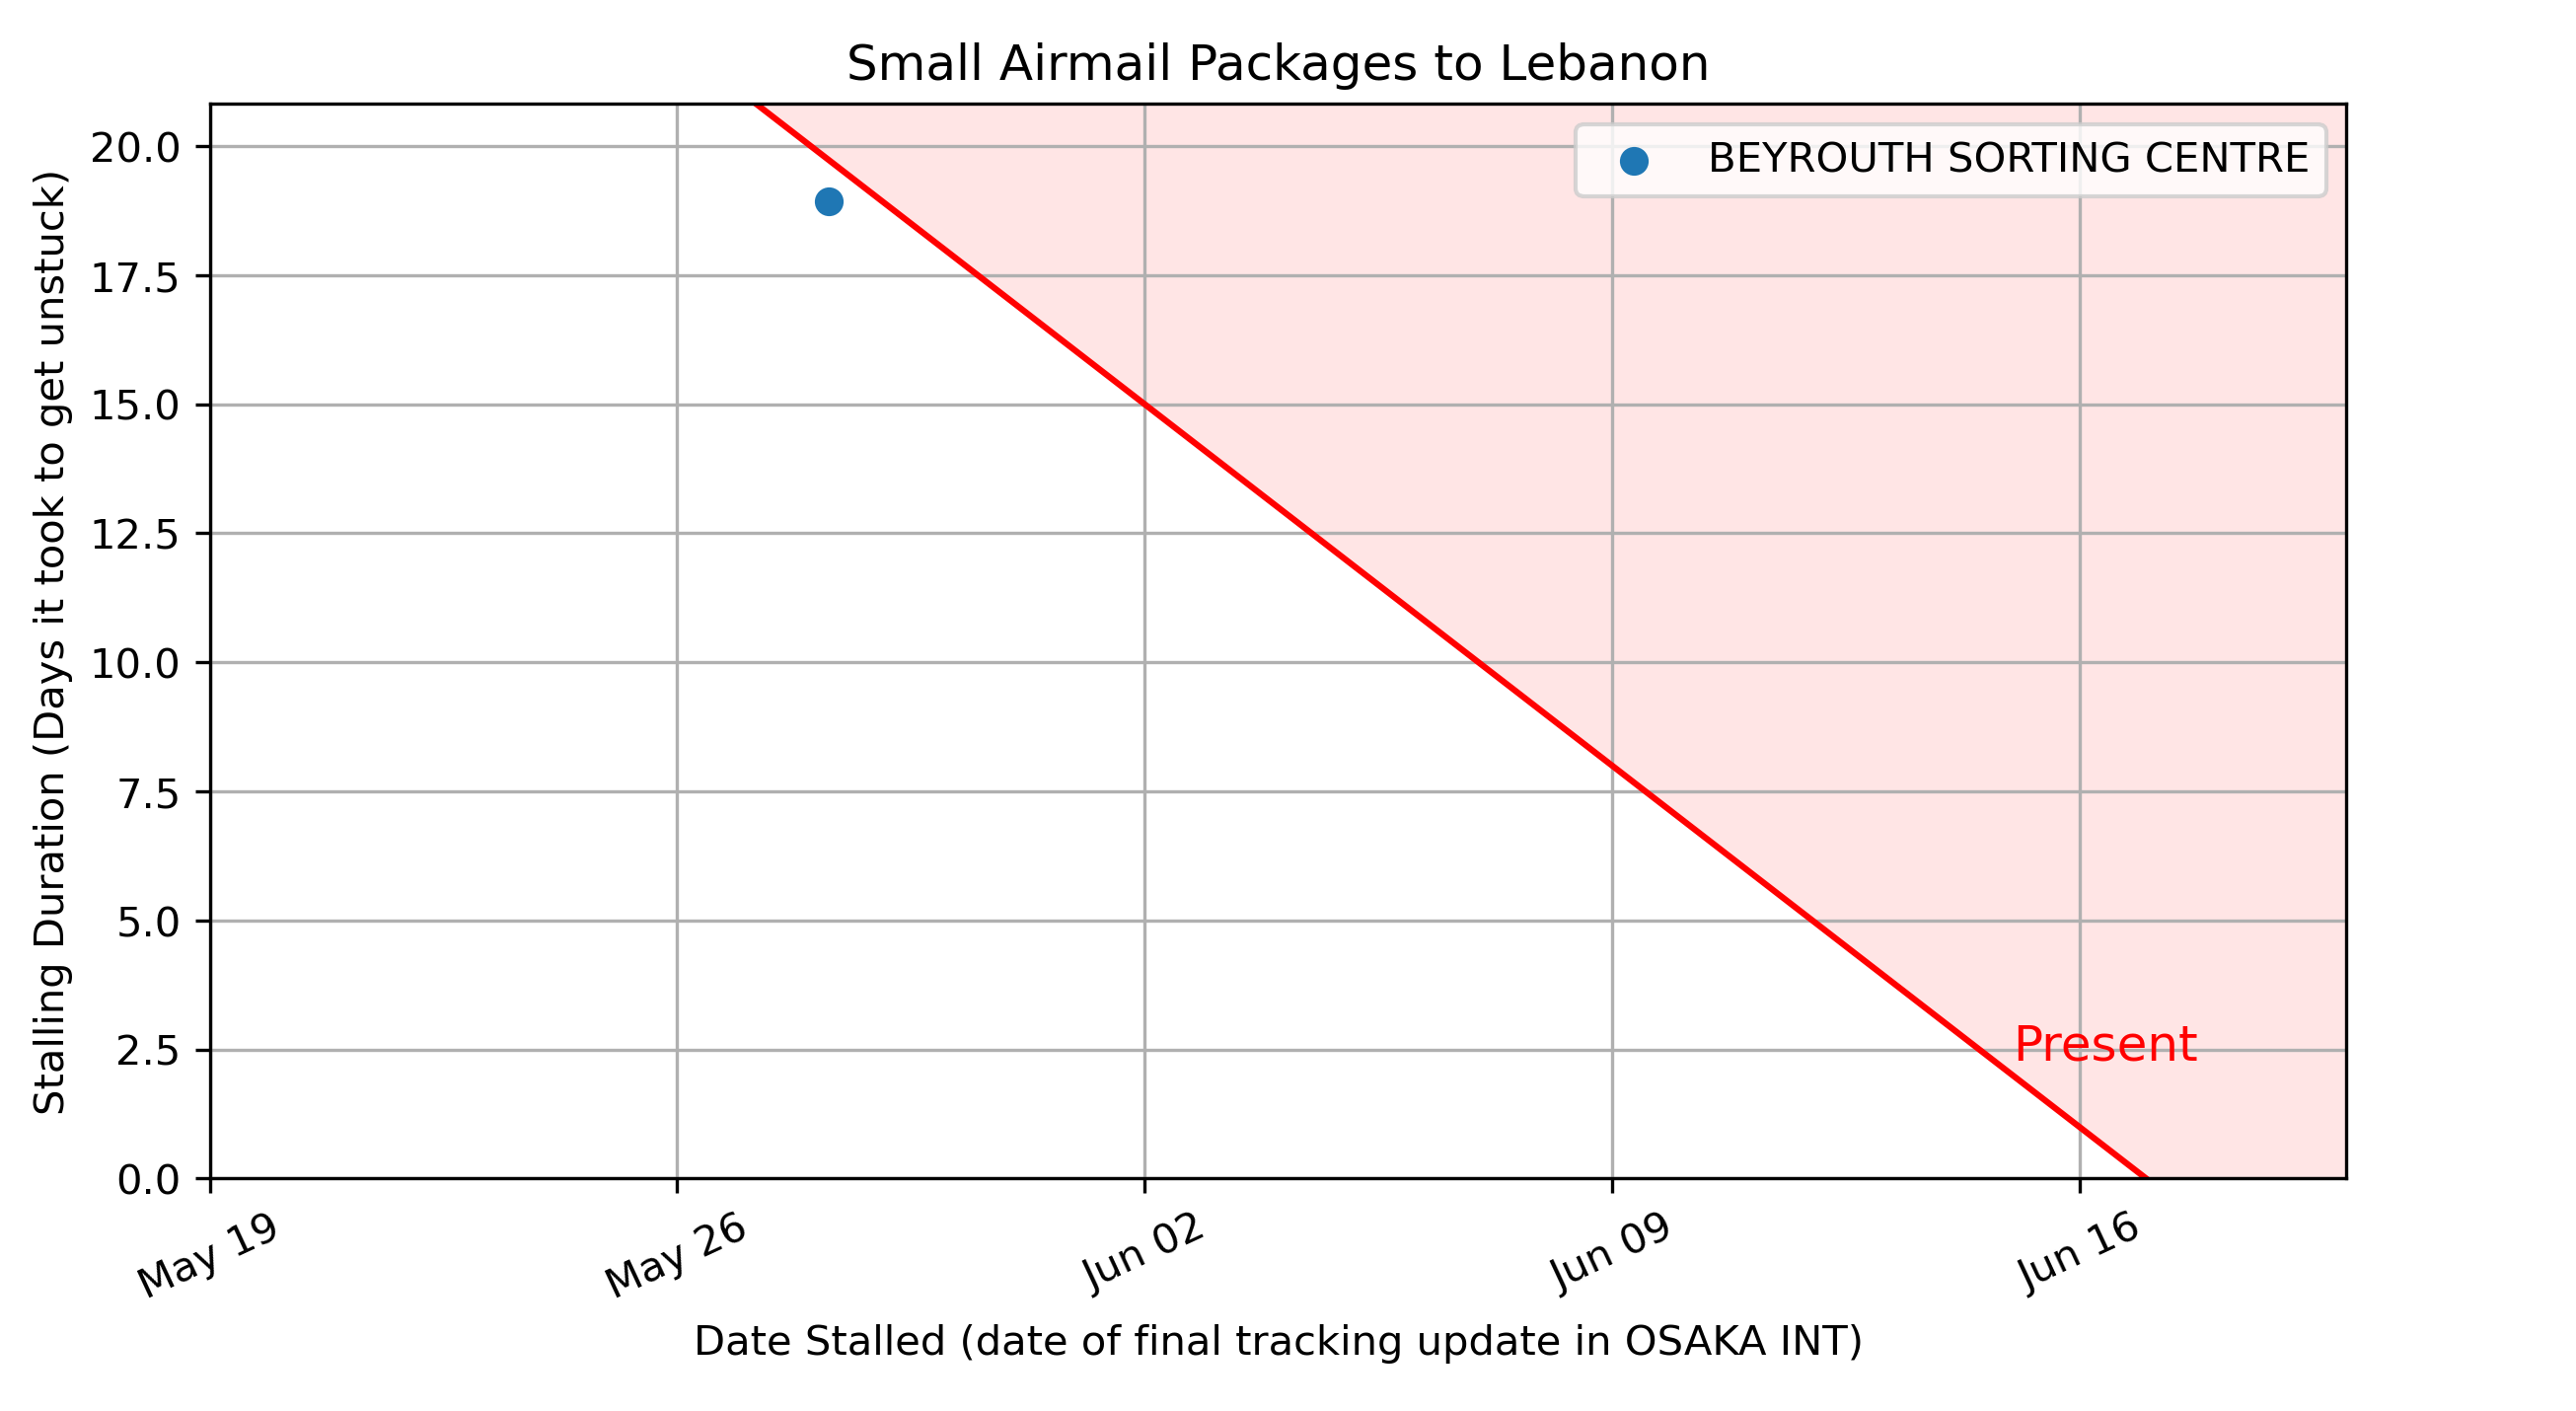 Small Airmail Packages to Lebanon
BEYROUTH SORTING CENTRE
Stalling Duration (Days it took to get unstuck)
20.0
17.5
15.0
12.5
10.0
7.5
5.0
2.5
0.0
Present
May 19
May 26
Jun 02
Jun 09
Jun 16
Date Stalled (date of final tracking update in OSAKA INT)